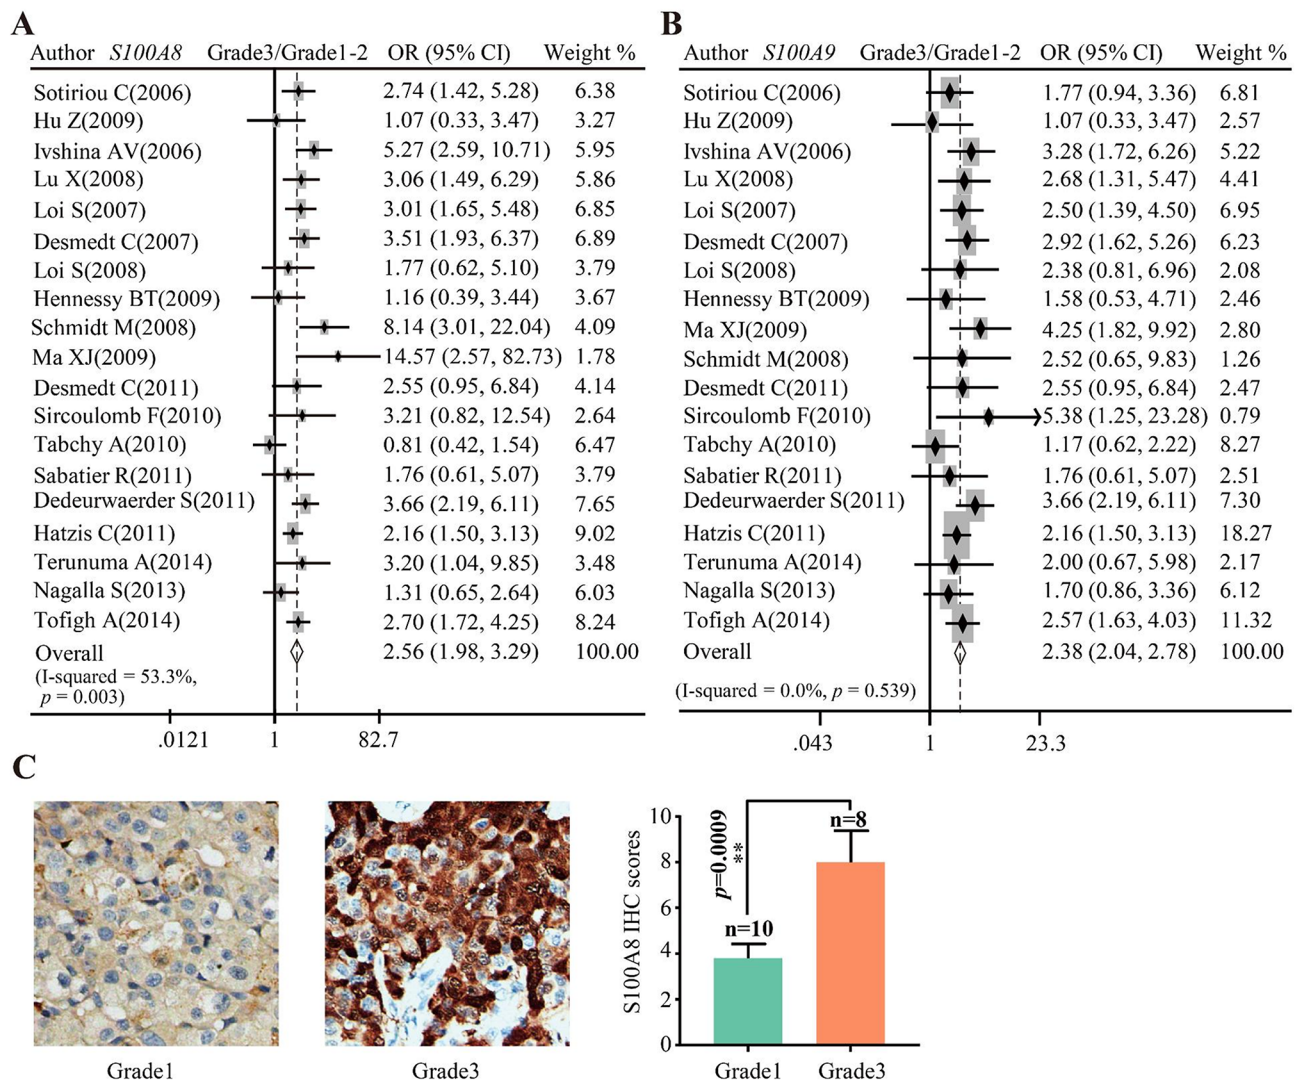 A
Author S100A8 Grade3/Grade1-2 OR (95% CI) Weight %
Sotiriou C(2006) 2.74 (1.42, 5.28) 6.38
Hu Z(2009) 1.07 (0.33, 3.47) 3.27
Ivshina AV(2006) 5.27 (2.59, 10.71) 5.95
Lu X(2008) 3.06 (1.49, 6.29) 5.86
Loi S(2007) 3.01 (1.65, 5.48) 6.85
Desmedt C(2007) 3.51 (1.93, 6.37) 6.89
Loi S(2008) 1.77 (0.62, 5.10) 3.79
Hennessy BT(2009) 1.16 (0.39, 3.44) 3.67
Schmidt M(2008) 8.14 (3.01, 22.04) 4.09
Ma XJ(2009) 14.57 (2.57, 82.73) 1.78
Desmedt C(2011) 2.55 (0.95, 6.84) 4.14
Sircoulomb F(2010) 3.21 (0.82, 12.54) 2.64
Tabchy A(2010) 0.81 (0.42, 1.54) 6.47
Sabatier R(2011) 1.76 (0.61, 5.07) 3.79
Dedeurwaerder S(2011) 3.66 (2.19, 6.11) 7.65
Hatzis C(2011) 2.16 (1.50, 3.13) 9.02
Terunuma A(2014) 3.20 (1.04, 9.85) 3.48
Nagalla S(2013) 1.31 (0.65, 2.64) 6.03
Tofigh A(2014) 2.70 (1.72, 4.25) 8.24
Overall 2.56 (1.98, 3.29) 100.00
(I-squared = 53.3%,
p = 0.003)
.0121 1 82.7
B
Author S100A9 Grade3/Grade1-2 OR (95% CI) Weight %
Sotiriou C(2006) 1.77 (0.94, 3.36) 6.81
Hu Z(2009) 1.07 (0.33, 3.47) 2.57
Ivshina AV(2006) 3.28 (1.72, 6.26) 5.22
Lu X(2008) 2.68 (1.31, 5.47) 4.41
Loi S(2007) 2.50 (1.39, 4.50) 6.95
Desmedt C(2007) 2.92 (1.62, 5.26) 6.23
Loi S(2008) 2.38 (0.81, 6.96) 2.08
Hennessy BT(2009) 1.58 (0.53, 4.71) 2.46
Ma XJ(2009) 4.25 (1.82, 9.92) 2.80
Schmidt M(2008) 2.52 (0.65, 9.83) 1.26
Desmedt C(2011) 2.55 (0.95, 6.84) 2.47
Sircoulomb F(2010) 5.38 (1.25, 23.28) 0.79
Tabchy A(2010) 1.17 (0.62, 2.22) 8.27
Sabatier R(2011) 1.76 (0.61, 5.07) 2.51
Dedeurwaerder S(2011) 3.66 (2.19, 6.11) 7.30
Hatzis C(2011) 2.16 (1.50, 3.13) 18.27
Terunuma A(2014) 2.00 (0.67, 5.98) 2.17
Nagalla S(2013) 1.70 (0.86, 3.36) 6.12
Tofigh A(2014) 2.57 (1.63, 4.03) 11.32
Overall 2.38 (2.04, 2.78) 100.00
(I-squared = 0.0%, p = 0.539)
.043 1 23.3
C
Grade1
Grade3
S100A8 IHC scores
10
8
6
4
2
0
p=0.0009
**
n=10
n=8
Grade1 Grade3